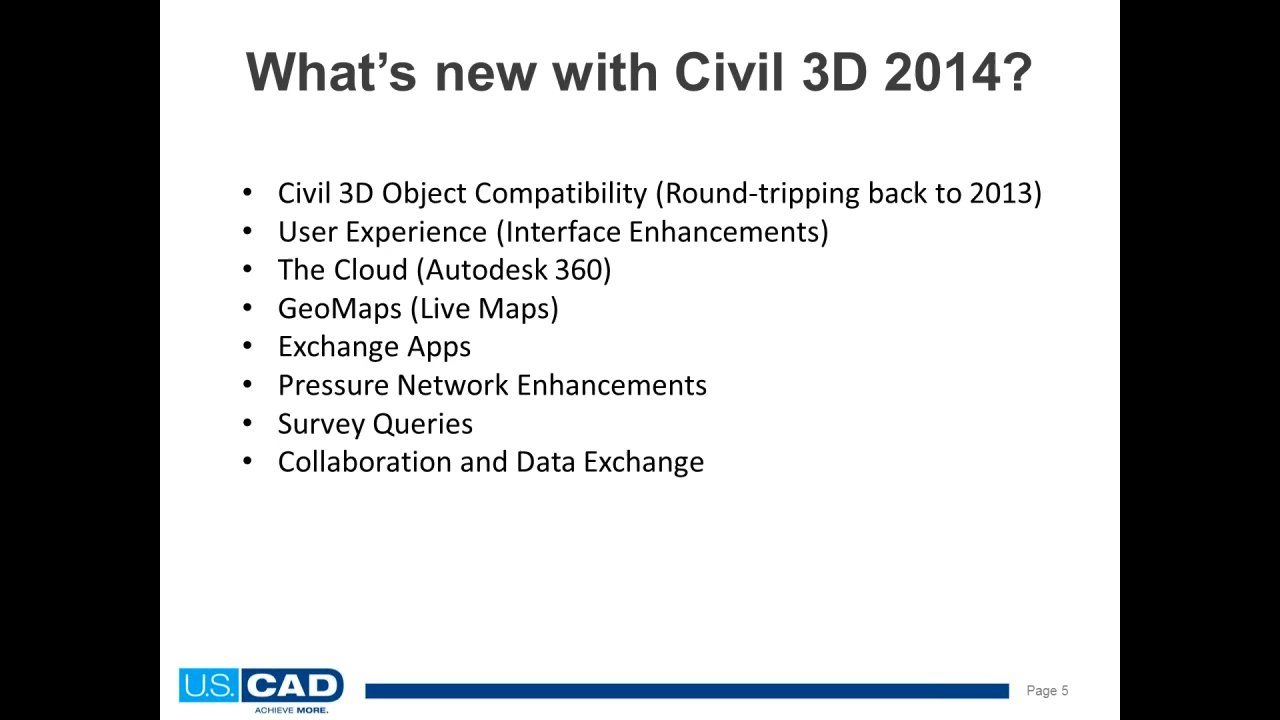 What’s new with Civil 3D 2014?
• Civil 3D Object Compatibility (Round-tripping back to 2013)
• User Experience (Interface Enhancements)
• The Cloud (Autodesk 360)
• GeoMaps (Live Maps)
• Exchange Apps
• Pressure Network Enhancements
• Survey Queries
• Collaboration and Data Exchange
U.S. CAD
ACHIEVE MORE.
Page 5